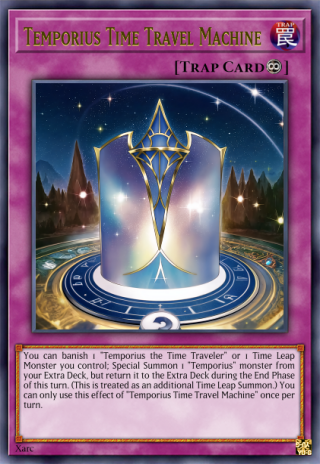 Temporius Time Travel Machine
TRAP
罠
[Trap Card]
You can banish 1 "Temporius the Time Traveler" or 1 Time Leap
Monster you control; Special Summon 1 "Temporius" monster from
your Extra Deck, but return it to the Extra Deck during the End Phase
of this turn. (This is treated as an additional Time Leap Summon.) You
can only use this effect of "Temporius Time Travel Machine" once per
turn.
Xarc